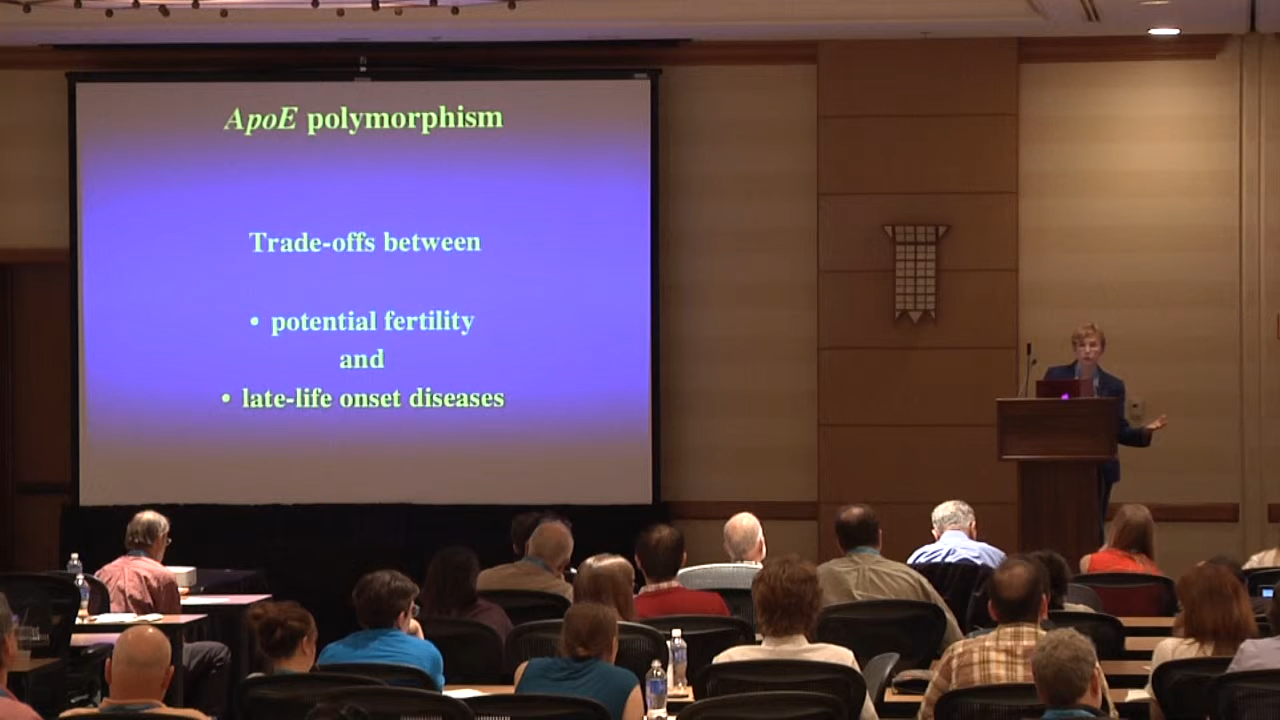 ApoE polymorphism
Trade-offs between
• potential fertility
and
• late-life onset diseases